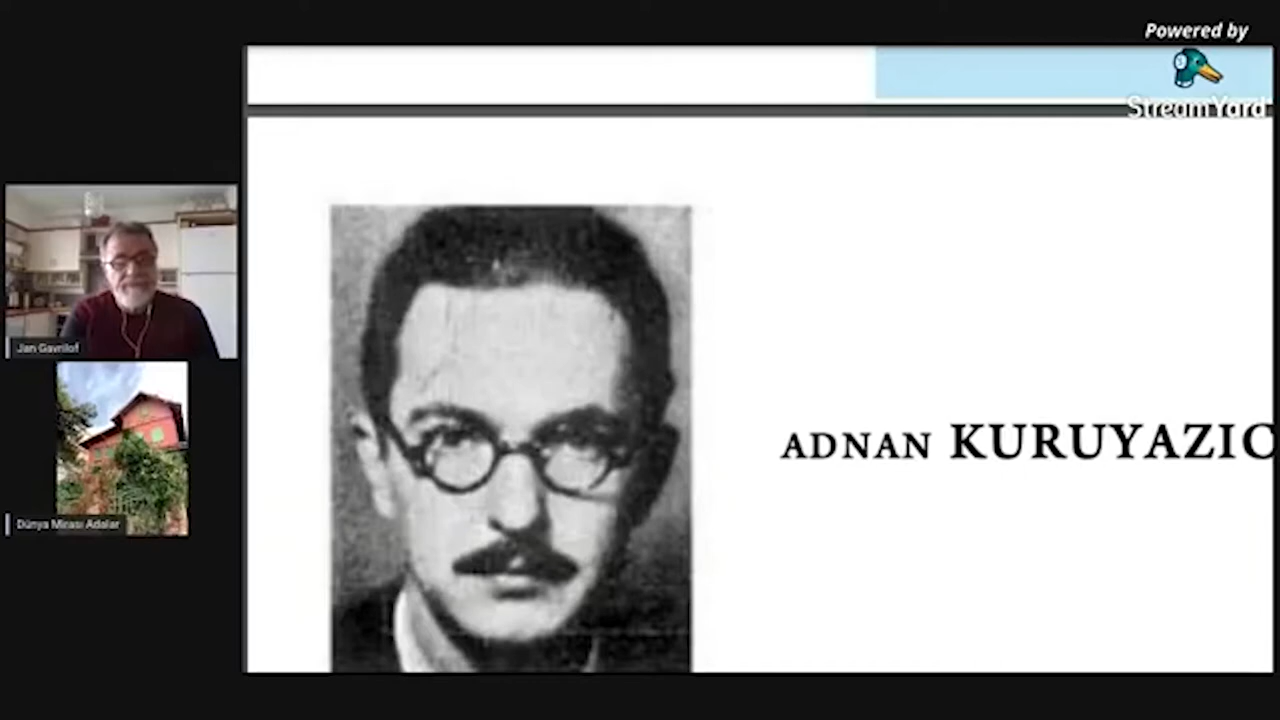 Powered by
StreamYard
Jan Gavrilof
ADNAN KURUYAZIC
Dünya Mirası Adalar